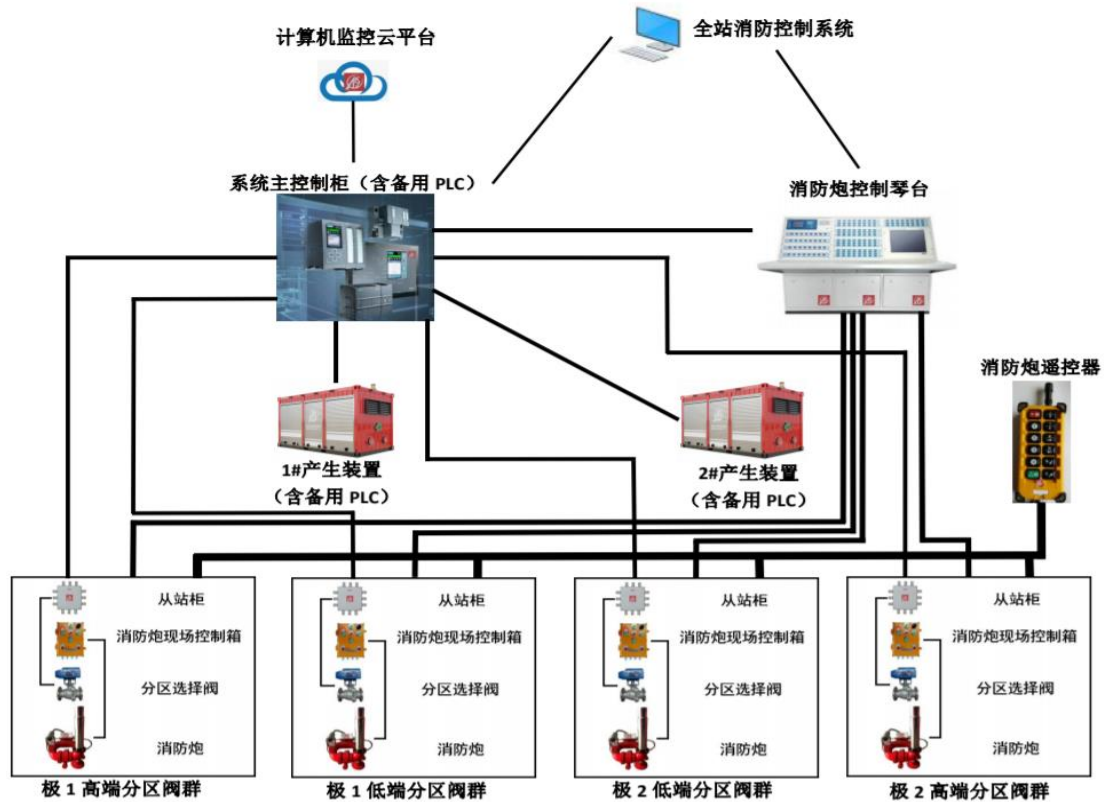 全站消防控制系统
计算机监控云平台
系统主控制柜（含备用 PLC）
消防炮控制琴台
消防炮遥控器
1#产生装置
（含备用 PLC）
2#产生装置
（含备用 PLC）
从站柜
消防炮现场控制箱
分区选择阀
消防炮
极 1 高端分区阀群
从站柜
消防炮现场控制箱
分区选择阀
消防炮
极 1 低端分区阀群
从站柜
消防炮现场控制箱
分区选择阀
消防炮
极 2 低端分区阀群
从站柜
消防炮现场控制箱
分区选择阀
消防炮
极 2 高端分区阀群